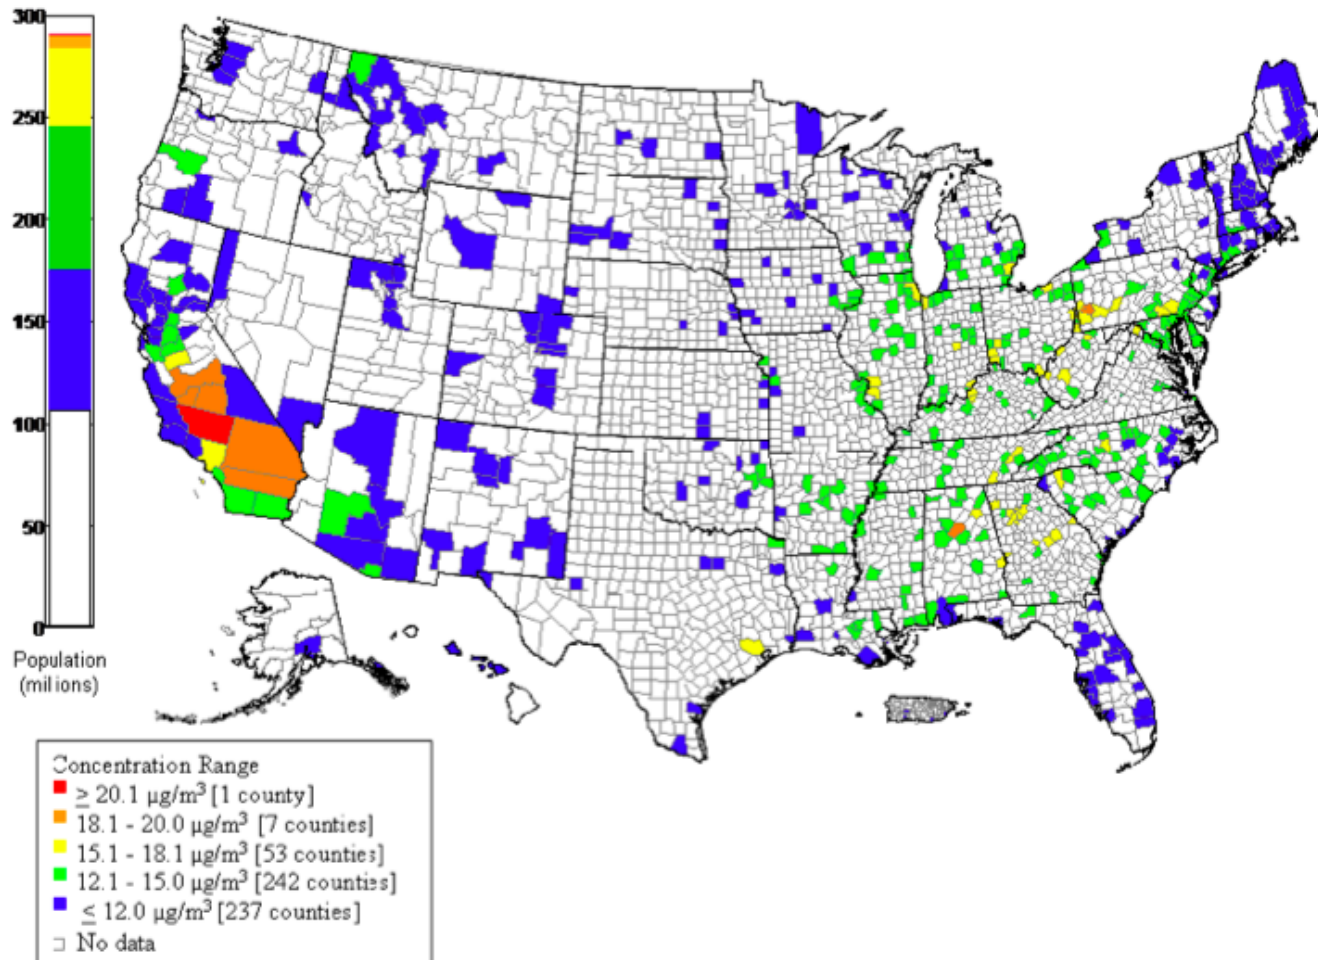 300
250
200
150
100
50
0
Population
(millions)
Concentration Range
≥ 20.1 µg/m³ [1 county]
18.1 - 20.0 µg/m³ [7 counties]
15.1 - 18.1 µg/m³ [53 counties]
12.1 - 15.0 µg/m³ [242 counties]
≤ 12.0 µg/m³ [237 counties]
No data